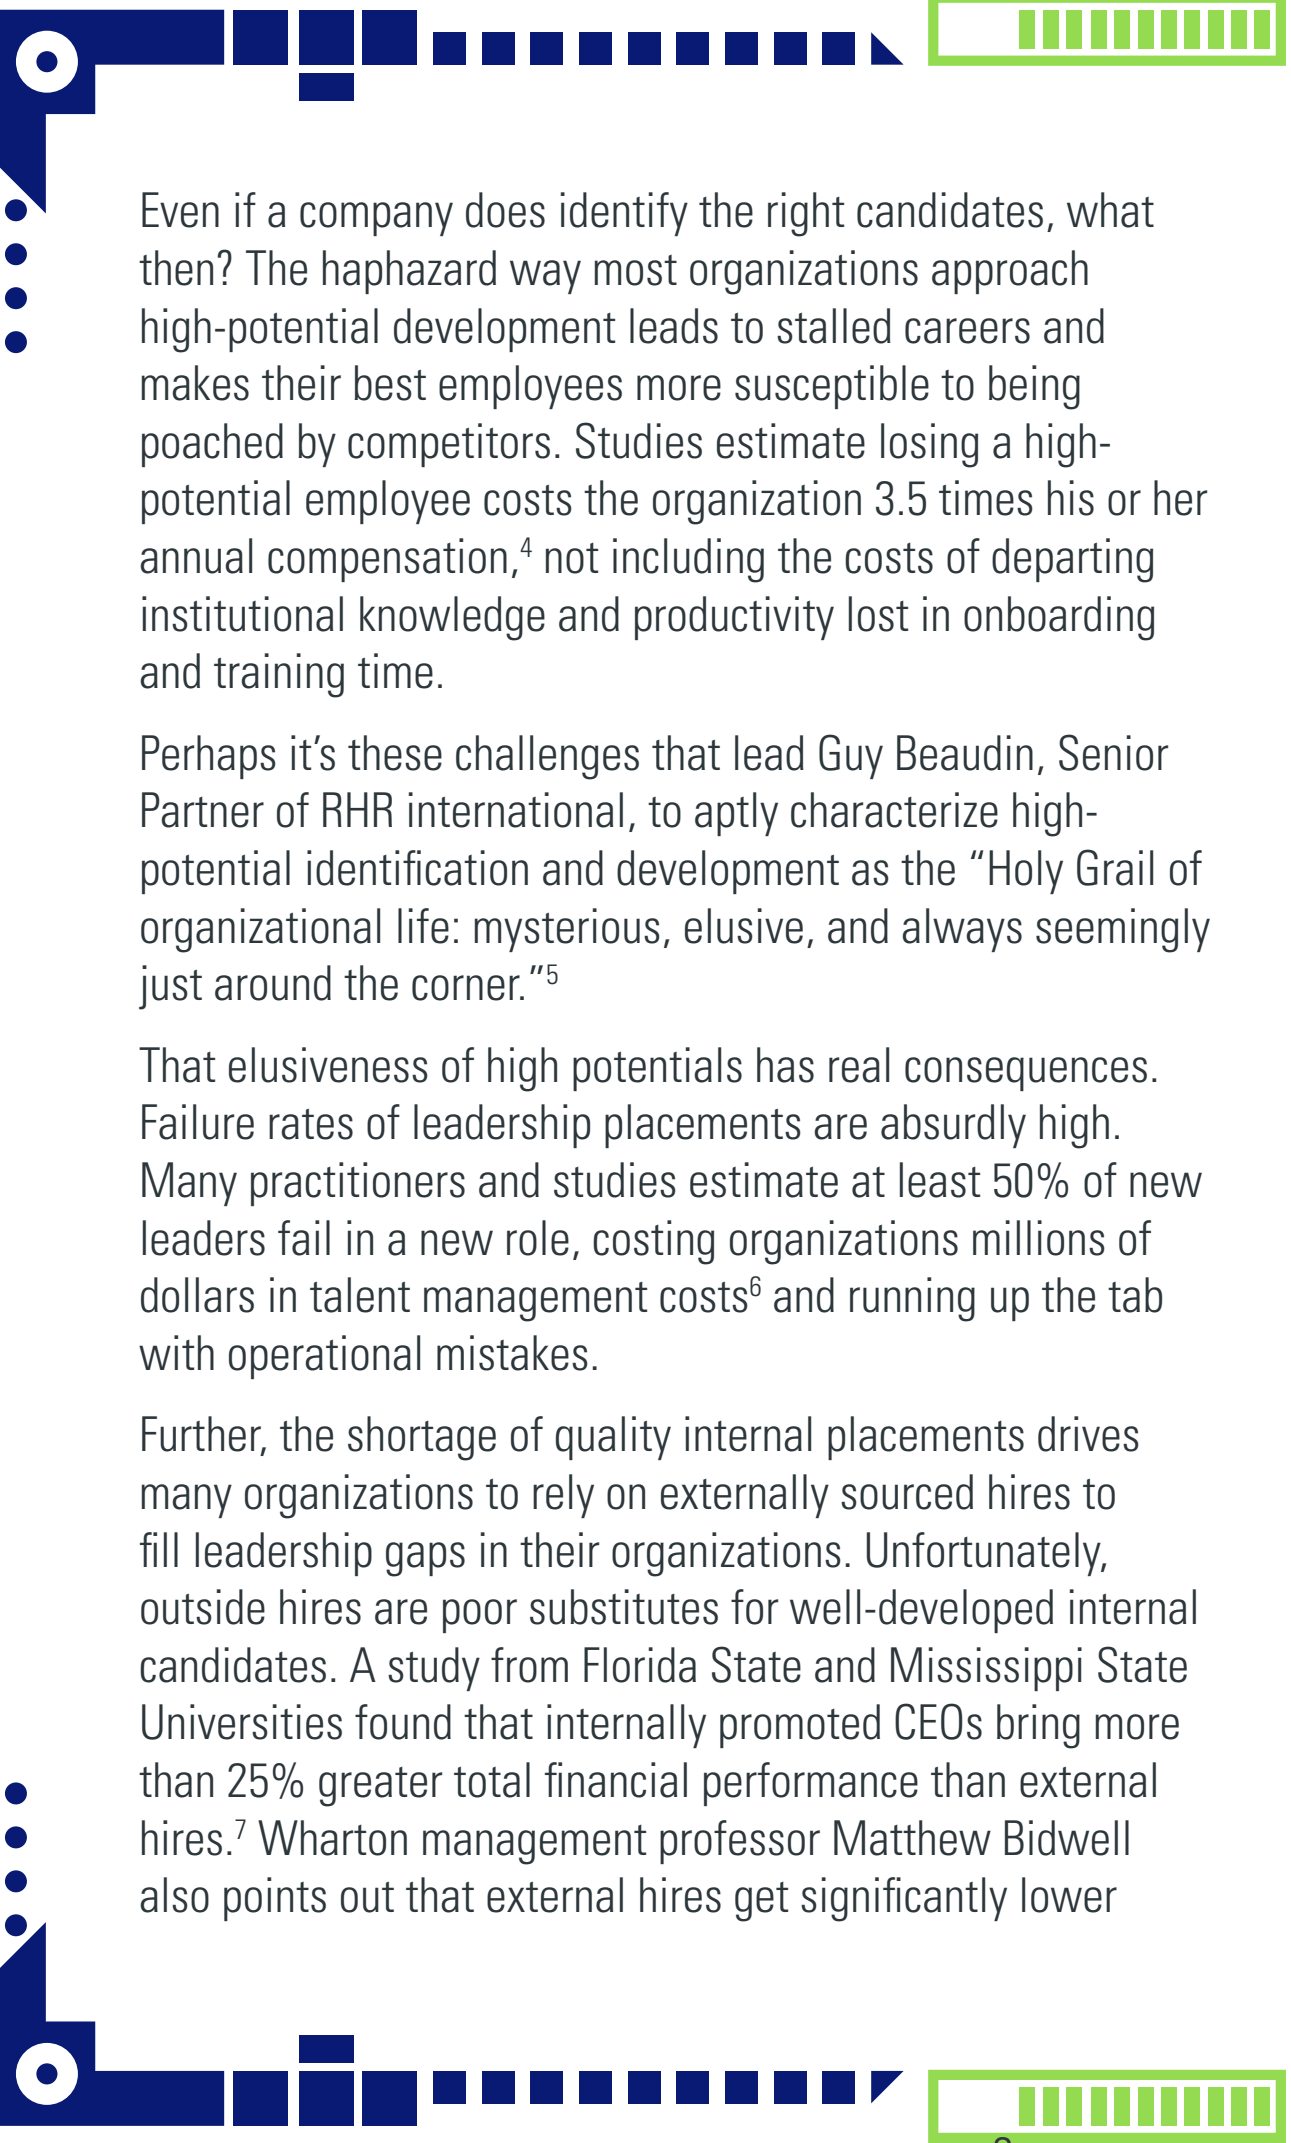 Even if a company does identify the right candidates, what
then? The haphazard way most organizations approach
high-potential development leads to stalled careers and
makes their best employees more susceptible to being
poached by competitors. Studies estimate losing a high-
potential employee costs the organization 3.5 times his or her
annual compensation,⁴ not including the costs of departing
institutional knowledge and productivity lost in onboarding
and training time.
Perhaps it’s these challenges that lead Guy Beaudin, Senior
Partner of RHR international, to aptly characterize high-
potential identification and development as the “Holy Grail of
organizational life: mysterious, elusive, and always seemingly
just around the corner.”⁵
That elusiveness of high potentials has real consequences.
Failure rates of leadership placements are absurdly high.
Many practitioners and studies estimate at least 50% of new
leaders fail in a new role, costing organizations millions of
dollars in talent management costs⁶ and running up the tab
with operational mistakes.
Further, the shortage of quality internal placements drives
many organizations to rely on externally sourced hires to
fill leadership gaps in their organizations. Unfortunately,
outside hires are poor substitutes for well-developed internal
candidates. A study from Florida State and Mississippi State
Universities found that internally promoted CEOs bring more
than 25% greater total financial performance than external
hires.⁷ Wharton management professor Matthew Bidwell
also points out that external hires get significantly lower